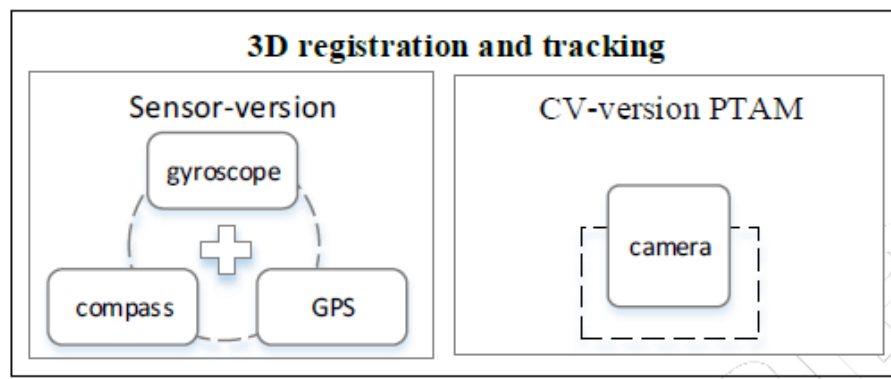 3D registration and tracking
Sensor-version
gyroscope
compass
GPS
CV-version PTAM
camera